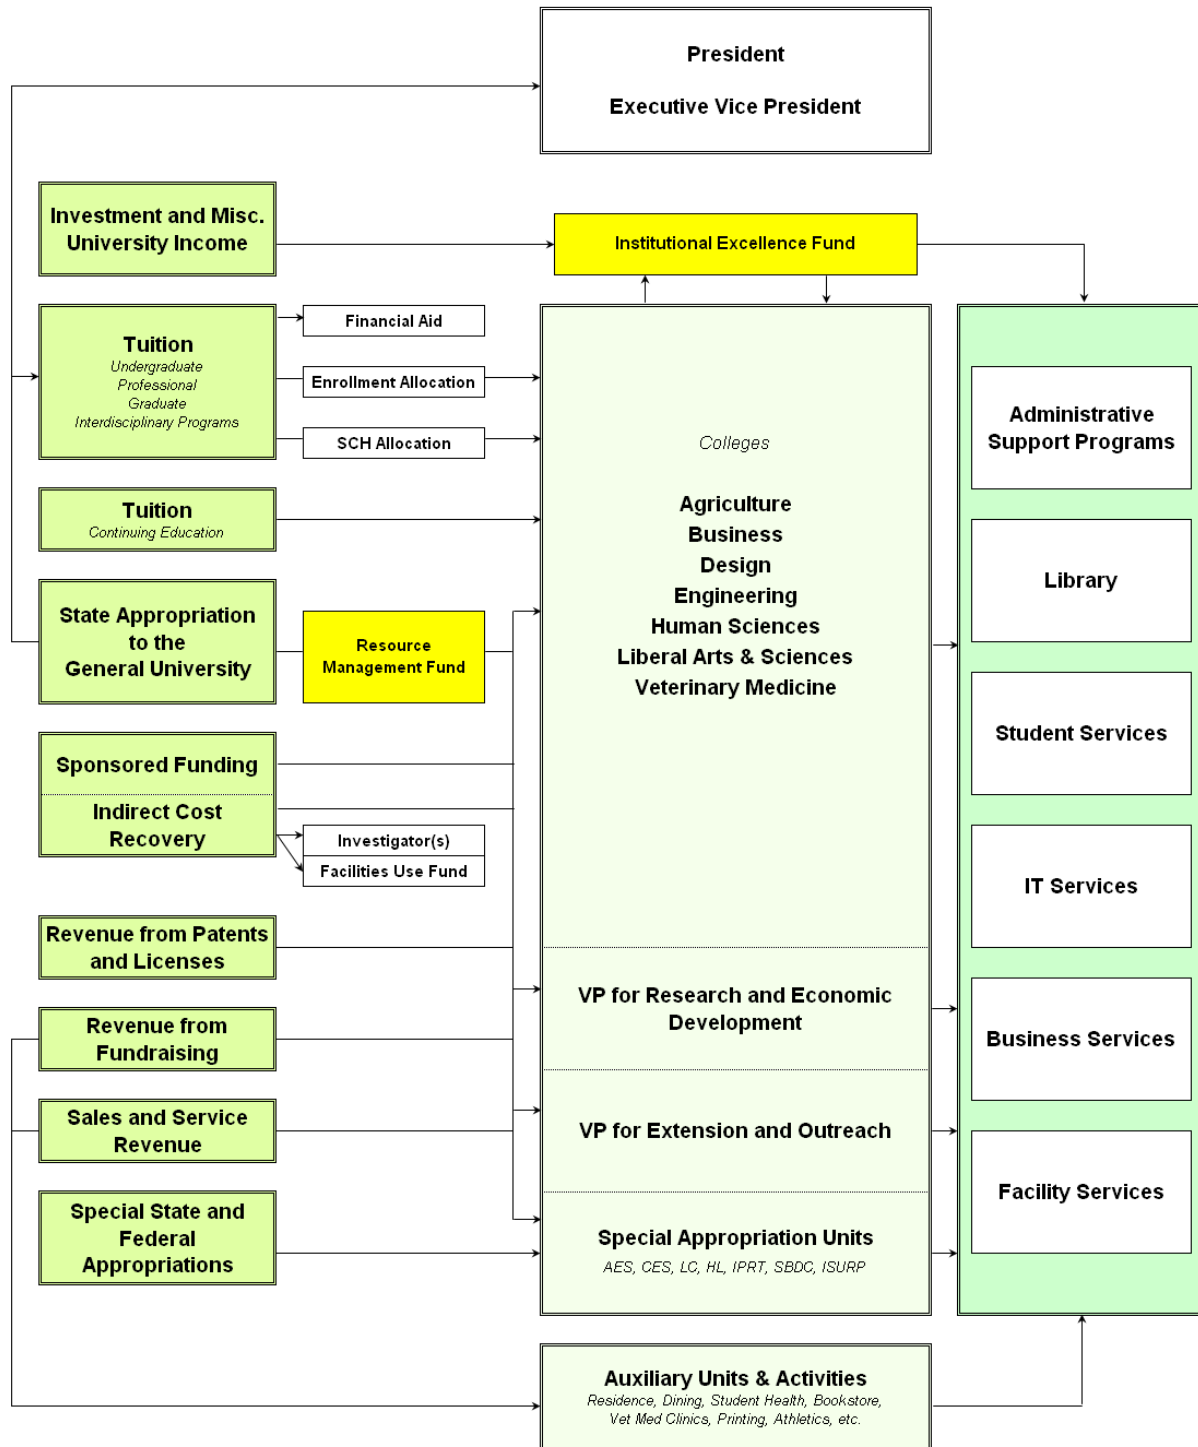 President
Executive Vice President
Investment and Misc.
University Income
Institutional Excellence Fund
Tuition
Undergraduate
Professional
Graduate
Interdisciplinary Programs
Financial Aid
Enrollment Allocation
SCH Allocation
Tuition
Continuing Education
State Appropriation
to the
General University
Resource
Management Fund
Sponsored Funding
Indirect Cost
Recovery
Investigator(s)
Facilities Use Fund
Revenue from Patents
and Licenses
Revenue from
Fundraising
Sales and Service
Revenue
Special State and
Federal
Appropriations
Colleges
Agriculture
Business
Design
Engineering
Human Sciences
Liberal Arts & Sciences
Veterinary Medicine
VP for Research and Economic
Development
VP for Extension and Outreach
Special Appropriation Units
AES, CES, LC, HL, IPRT, SBDC, ISURP
Auxiliary Units & Activities
Residence, Dining, Student Health, Bookstore,
Vet Med Clinics, Printing, Athletics, etc.
Administrative
Support Programs
Library
Student Services
IT Services
Business Services
Facility Services